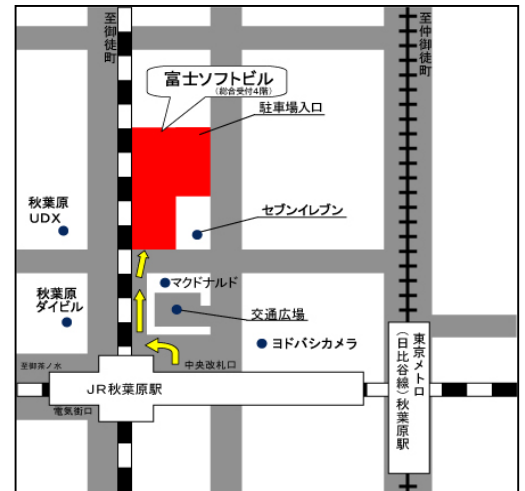 至御徒町
至仲御徒町
富士ソフトビル
(総合受付4階)
駐車場入口
秋葉原
UDX
セブンイレブン
マクドナルド
秋葉原
ダイビル
交通広場
ヨドバシカメラ
東京メトロ
(日比谷線)秋葉原駅
至御茶ノ水
中央改札口
JR秋葉原駅
電気街口